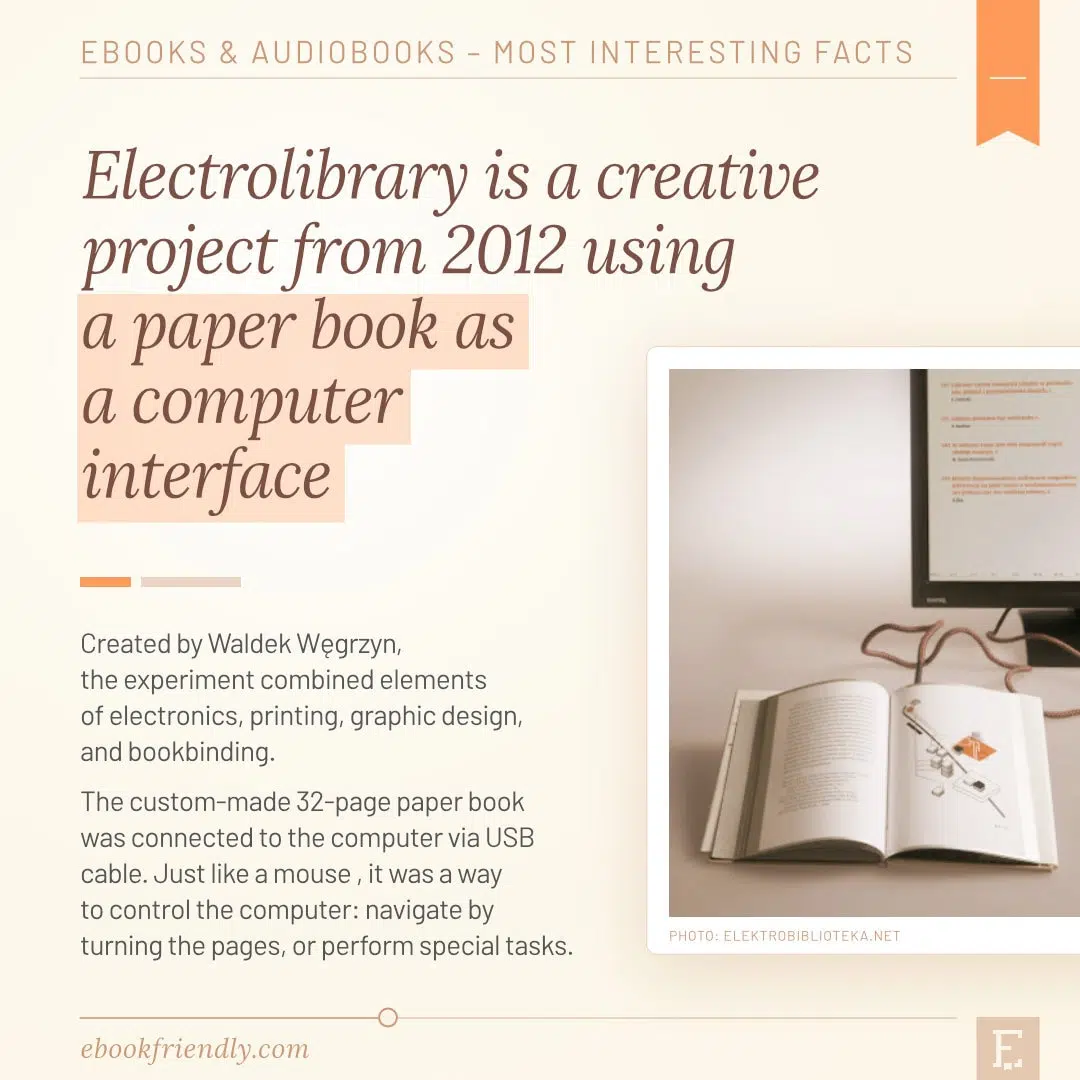 EBOOKS & AUDIOBOOKS – MOST INTERESTING FACTS
Electrolibrary is a creative
project from 2012 using
a paper book as
a computer
interface
Created by Waldek Węgrzyn,
the experiment combined elements
of electronics, printing, graphic design,
and bookbinding.
The custom-made 32-page paper book
was connected to the computer via USB
cable. Just like a mouse , it was a way
to control the computer: navigate by
turning the pages, or perform special tasks.
PHOTO: ELEKTROBIBLIOTEKA.NET
ebookfriendly.com
E